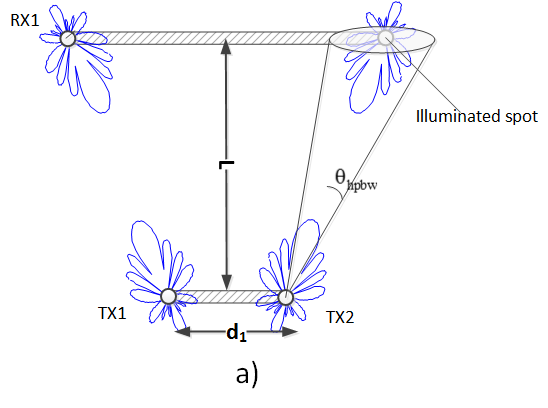 RX1
Illuminated spot
L
θhpbw
TX1
TX2
d1
a)